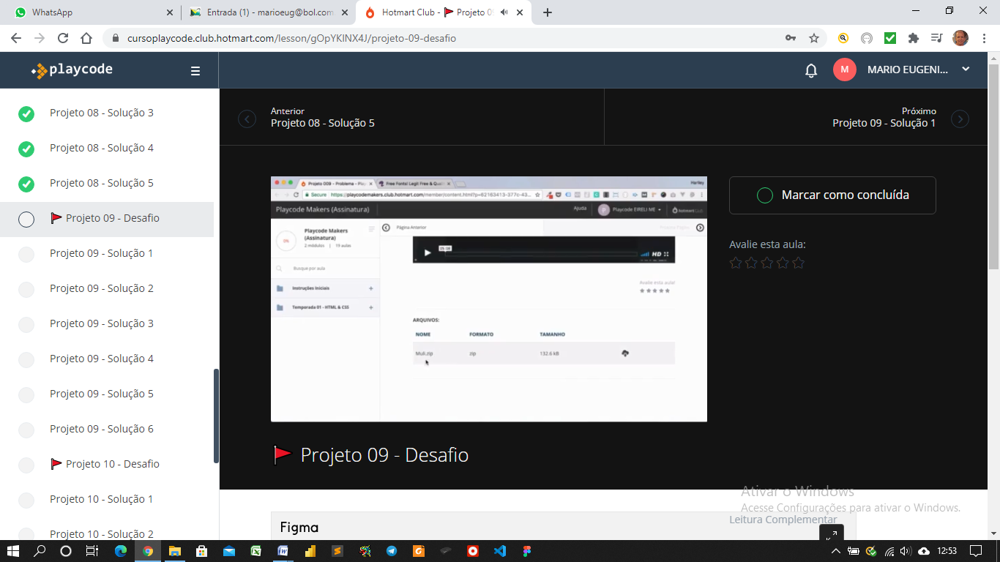 WhatsApp
Entrada (1) - marioeug@bol.com
Hotmart Club - Projeto 09
cursoplaycode.club.hotmart.com/lesson/gOpYKINX4J/projeto-09-desafio
playcode
M
MARIO EUGENI...
Projeto 08 - Solução 3
Projeto 08 - Solução 4
Projeto 08 - Solução 5
Projeto 09 - Desafio
Projeto 09 - Solução 1
Projeto 09 - Solução 2
Projeto 09 - Solução 3
Projeto 09 - Solução 4
Projeto 09 - Solução 5
Projeto 09 - Solução 6
Projeto 10 - Desafio
Projeto 10 - Solução 1
Projeto 10 - Solução 2
Anterior
Projeto 08 - Solução 5
Próximo
Projeto 09 - Solução 1
Projeto 009 - Problema - Play
Free Fonts! Legit Free & Qual
Harlley
Secure https://playcodemakers.club.hotmart.com/member/content.html?p=62163413-377c-43...
Playcode Makers (Assinatura)
Ajuda
P
Playcode EIRELI ME
hotmart
0%
Playcode Makers
(Assinatura)
2 módulos | 19 aulas
Página Anterior
Busque por aula
Instruções Iniciais
Temporada 01 - HTML & CSS
HD
Avalie esta aula!
ARQUIVOS:
NOME FORMATO TAMANHO
Muli.zip zip 132.6 kB
Marcar como concluída
Avalie esta aula:
Projeto 09 - Desafio
Figma
Ativar o Windows
Acesse Configurações para ativar o Windows.
Leitura Complementar
12:53